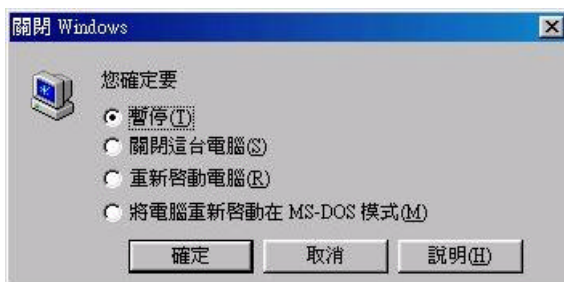 關閉 Windows
您確定要
暫停(T)
關閉這台電腦(S)
重新啓動電腦(R)
將電腦重新啓動在 MS-DOS 模式(M)
確定 取消 說明(H)